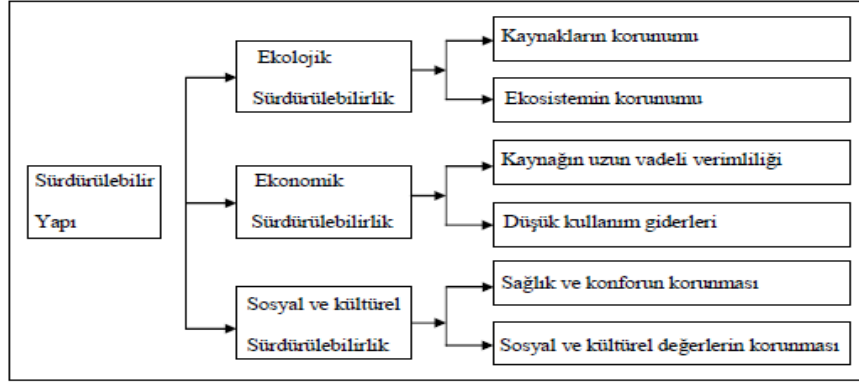 Sürdürülebilir
Yapı
Ekolojik
Sürdürülebilirlik
Kaynakların korunumu
Ekosistemin korunumu
Ekonomik
Sürdürülebilirlik
Kaynağın uzun vadeli verimliliği
Düşük kullanım giderleri
Sosyal ve kültürel
Sürdürülebilirlik
Sağlık ve konforun korunması
Sosyal ve kültürel değerlerin korunması